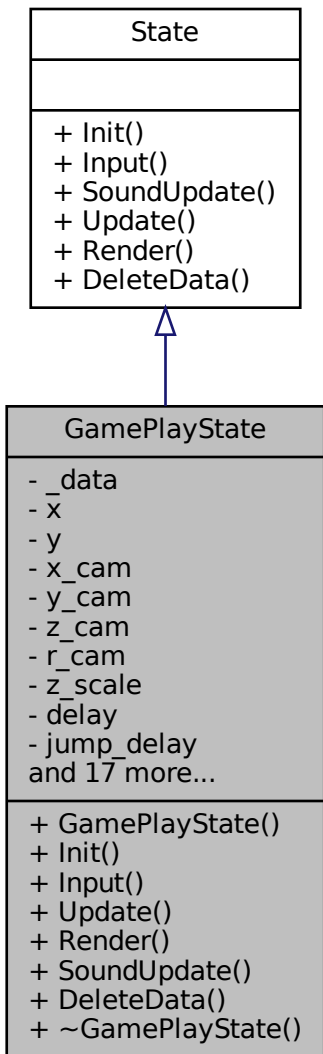 State
+ Init()
+ Input()
+ SoundUpdate()
+ Update()
+ Render()
+ DeleteData()
GamePlayState
- _data
- x
- y
- x_cam
- y_cam
- z_cam
- r_cam
- z_scale
- delay
- jump_delay
and 17 more...
+ GamePlayState()
+ Init()
+ Input()
+ Update()
+ Render()
+ SoundUpdate()
+ DeleteData()
+ ~GamePlayState()